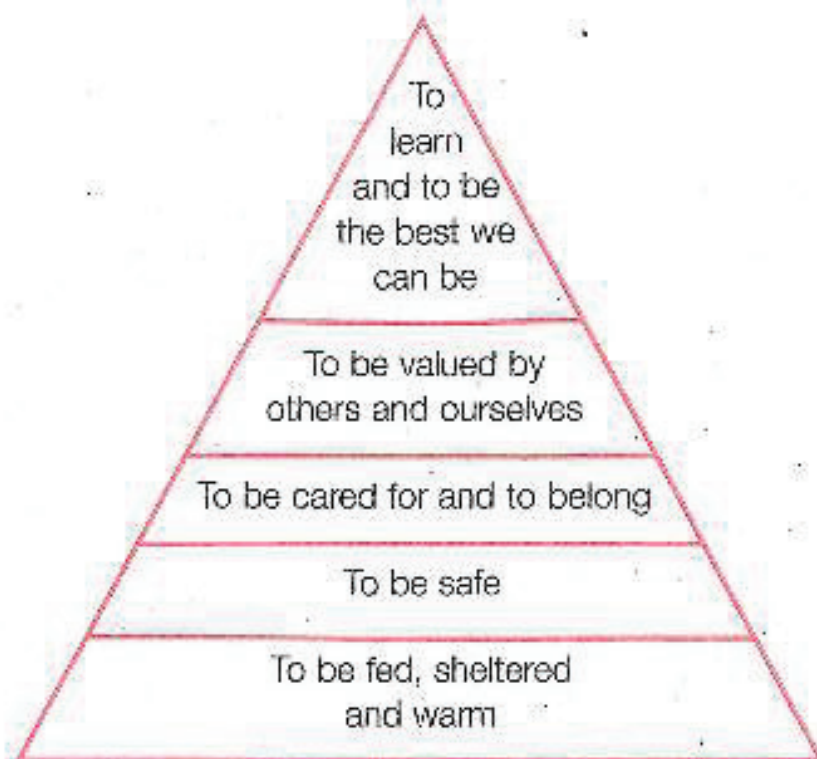 To
learn
and to be
the best we
can be
To be valued by
others and ourselves
To be cared for and to belong
To be safe
To be fed, sheltered
and warm